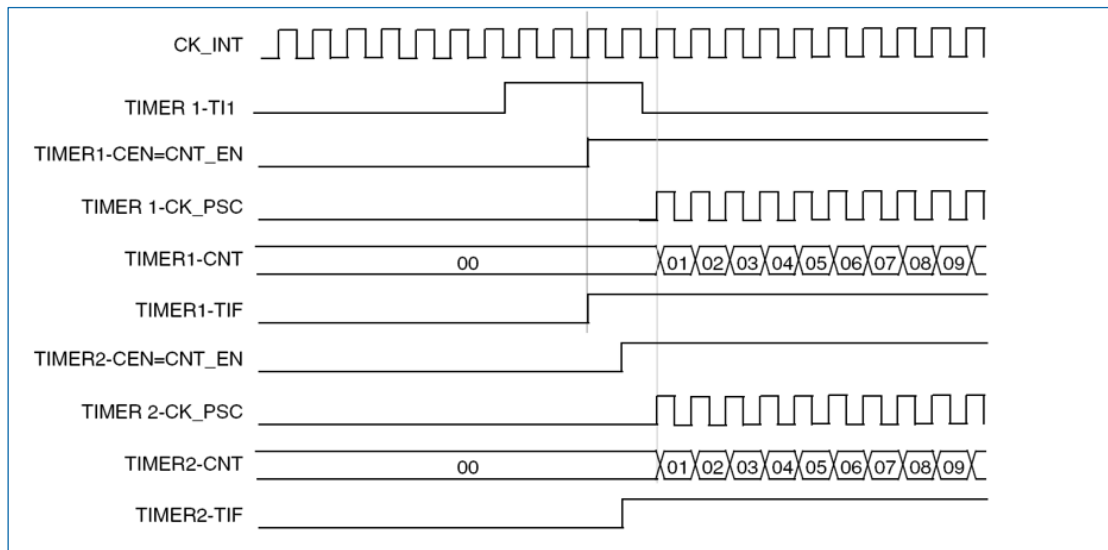 CK_INT
TIMER 1-TI1
TIMER1-CEN=CNT_EN
TIMER 1-CK_PSC
TIMER1-CNT 00 01 02 03 04 05 06 07 08 09
TIMER1-TIF
TIMER2-CEN=CNT_EN
TIMER 2-CK_PSC
TIMER2-CNT 00 01 02 03 04 05 06 07 08 09
TIMER2-TIF